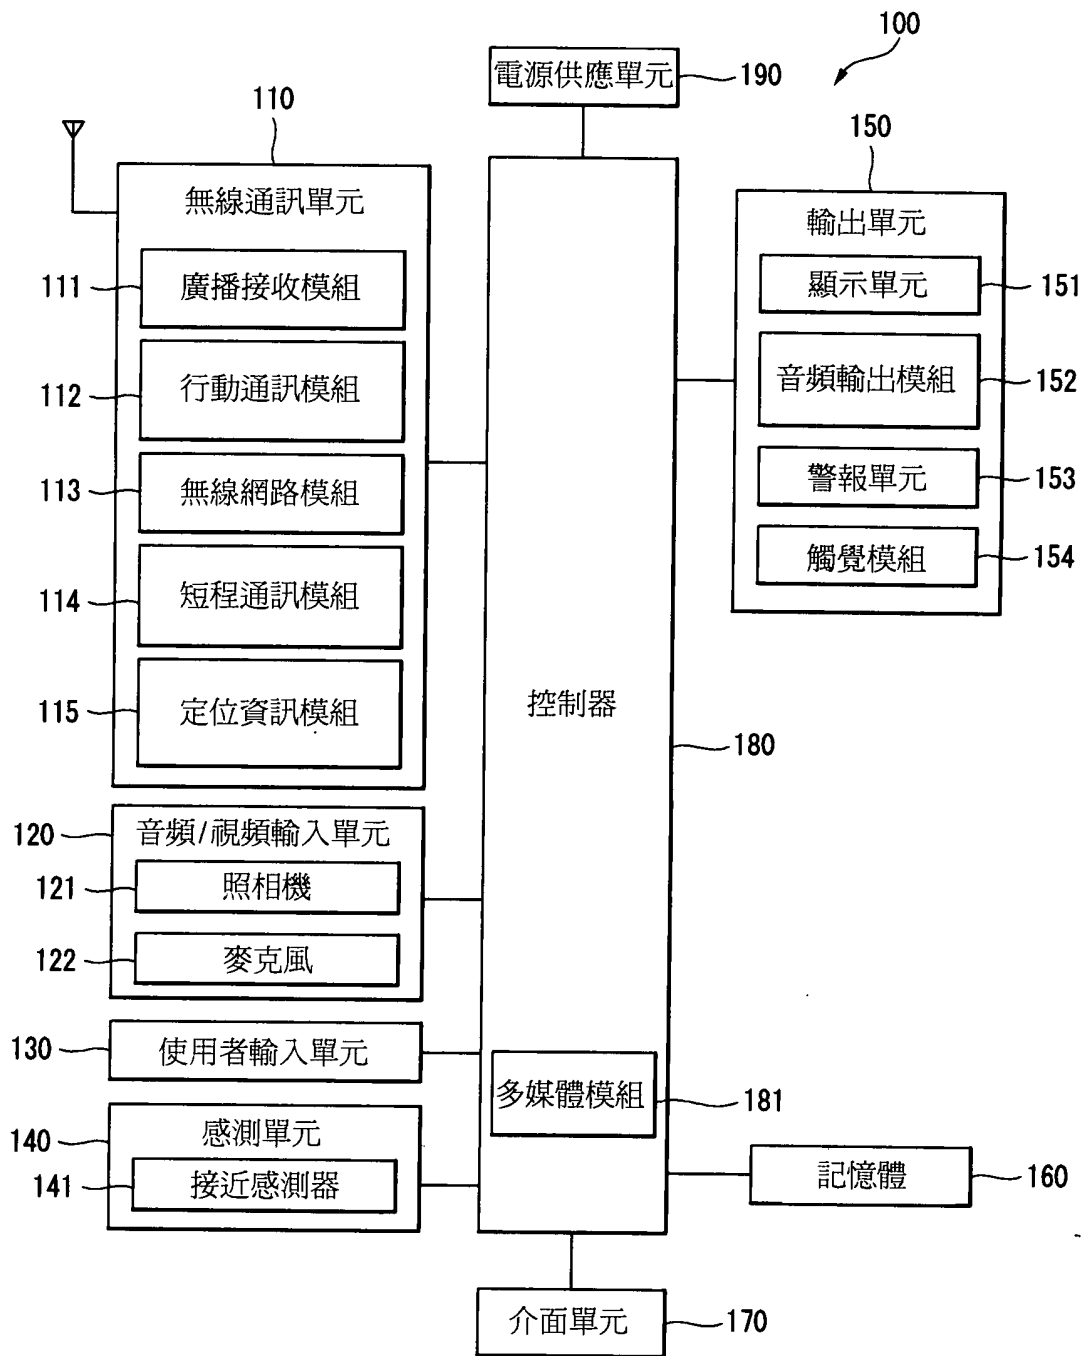 100
電源供應單元 190
110
無線通訊單元
111 廣播接收模組
112 行動通訊模組
113 無線網路模組
114 短程通訊模組
115 定位資訊模組
120 音頻/視頻輸入單元
121 照相機
122 麥克風
130 使用者輸入單元
140 感測單元
141 接近感測器
控制器
180
多媒體模組 181
150
輸出單元
顯示單元 151
音頻輸出模組 152
警報單元 153
觸覺模組 154
記憶體 160
介面單元 170